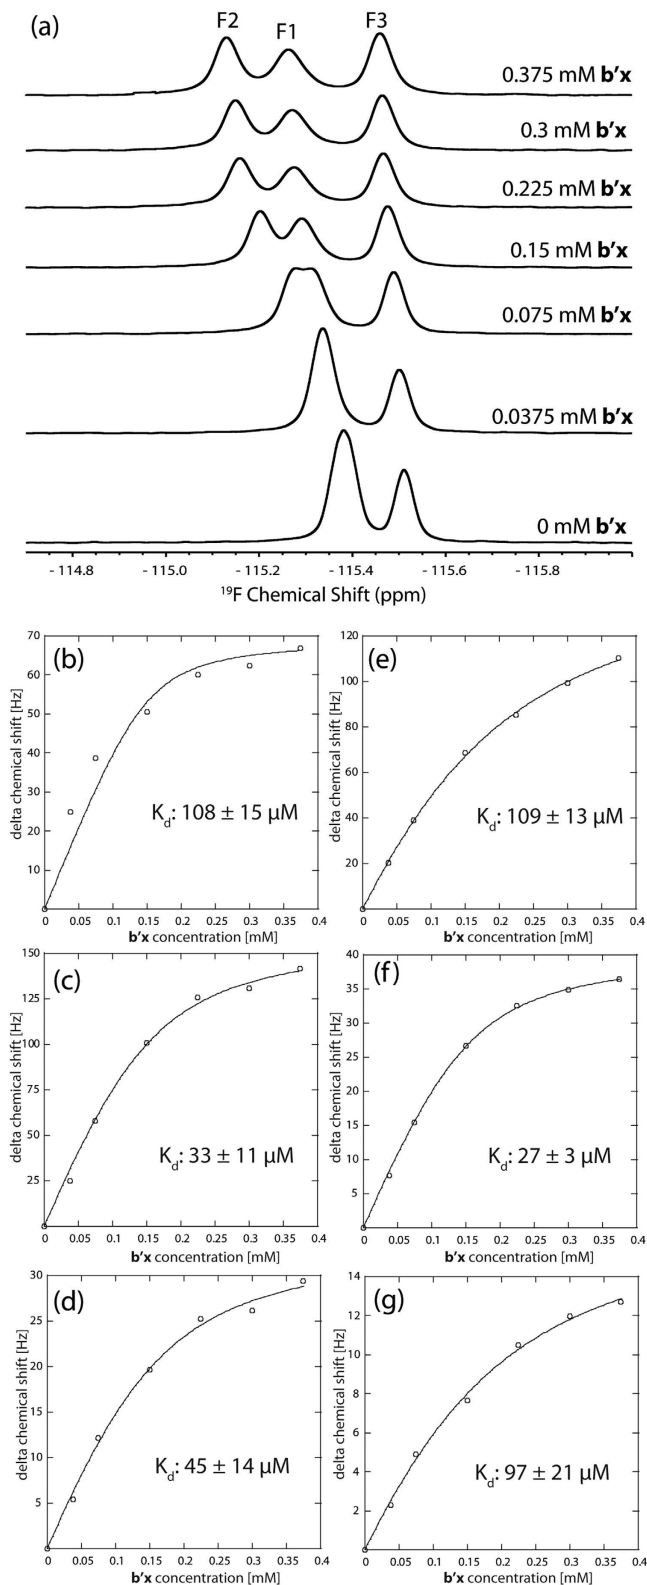 (a)
F2
F1
F3
0.375 mM b'x
0.3 mM b'x
0.225 mM b'x
0.15 mM b'x
0.075 mM b'x
0.0375 mM b'x
0 mM b'x
- 114.8 - 115.0 - 115.2 - 115.4 - 115.6 - 115.8
¹⁹F Chemical Shift (ppm)
(b)
70
60
50
40
30
20
10
0
delta chemical shift [Hz]
K_d: 108 ± 15 µM
0 0.05 0.1 0.15 0.2 0.25 0.3 0.35 0.4
b'x concentration [mM]
(e)
120
100
80
60
40
20
0
delta chemical shift [Hz]
K_d: 109 ± 13 µM
0 0.05 0.1 0.15 0.2 0.25 0.3 0.35 0.4
b'x concentration [mM]
(c)
150
125
100
75
50
25
0
delta chemical shift [Hz]
K_d: 33 ± 11 µM
0 0.05 0.1 0.15 0.2 0.25 0.3 0.35 0.4
b'x concentration [mM]
(f)
40
35
30
25
20
15
10
5
0
delta chemical shift [Hz]
K_d: 27 ± 3 µM
0 0.05 0.1 0.15 0.2 0.25 0.3 0.35 0.4
b'x concentration [mM]
(d)
30
25
20
15
10
5
0
delta chemical shift [Hz]
K_d: 45 ± 14 µM
0 0.05 0.1 0.15 0.2 0.25 0.3 0.35 0.4
b'x concentration [mM]
(g)
14
12
10
8
6
4
2
0
delta chemical shift [Hz]
K_d: 97 ± 21 µM
0 0.05 0.1 0.15 0.2 0.25 0.3 0.35 0.4
b'x concentration [mM]